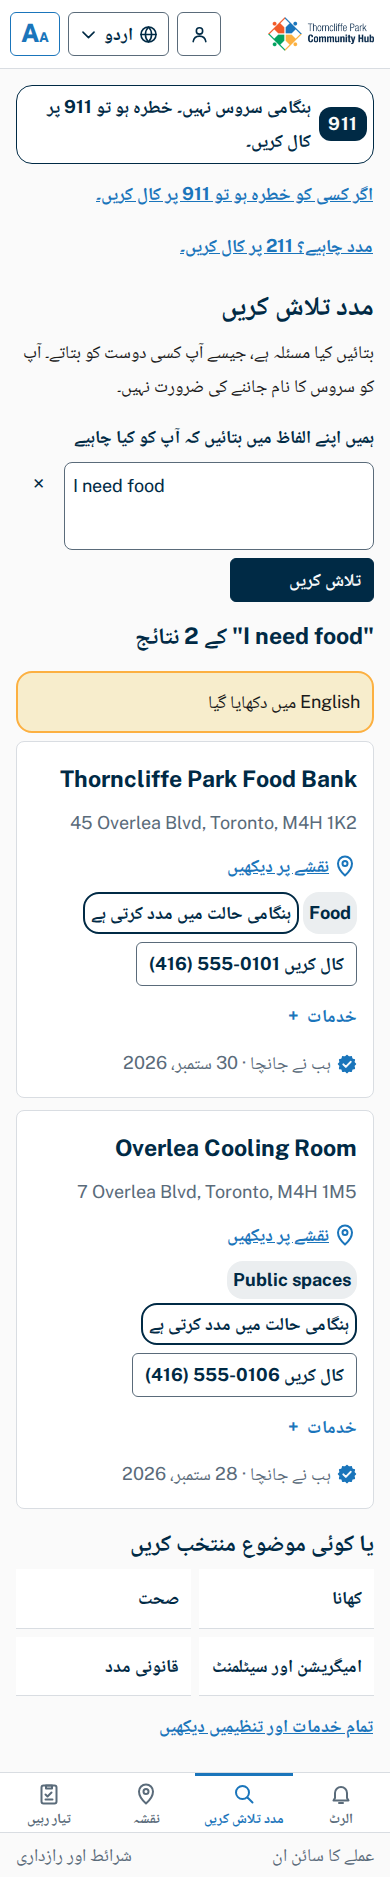 Thorncliffe Park
Community Hub
اردو
AA
911
ہنگامی سروس نہیں۔ خطرہ ہو تو 911 پر
کال کریں۔
اگر کسی کو خطرہ ہو تو 911 پر کال کریں۔
مدد چاہیے؟ 211 پر کال کریں۔
مدد تلاش کریں
بتائیں کیا مسئلہ ہے، جیسے آپ کسی دوست کو بتاتے۔ آپ
کو سروس کا نام جاننے کی ضرورت نہیں۔
ہمیں اپنے الفاظ میں بتائیں کہ آپ کو کیا چاہیے
I need food
×
تلاش کریں
"I need food" کے 2 نتائج
English میں دکھایا گیا
Thorncliffe Park Food Bank
45 Overlea Blvd, Toronto, M4H 1K2
نقشے پر دیکھیں
Food
ہنگامی حالت میں مدد کرتی ہے
کال کریں (416) 555-0101
خدمات +
ہب نے جانچا · 30 ستمبر، 2026
Overlea Cooling Room
7 Overlea Blvd, Toronto, M4H 1M5
نقشے پر دیکھیں
Public spaces
ہنگامی حالت میں مدد کرتی ہے
کال کریں (416) 555-0106
خدمات +
ہب نے جانچا · 28 ستمبر، 2026
یا کوئی موضوع منتخب کریں
کھانا
صحت
امیگریشن اور سیٹلمنٹ
قانونی مدد
تمام خدمات اور تنظیمیں دیکھیں
الرٹ
مدد تلاش کریں
نقشہ
تیار رہیں
عملے کا سائن ان
شرائط اور رازداری